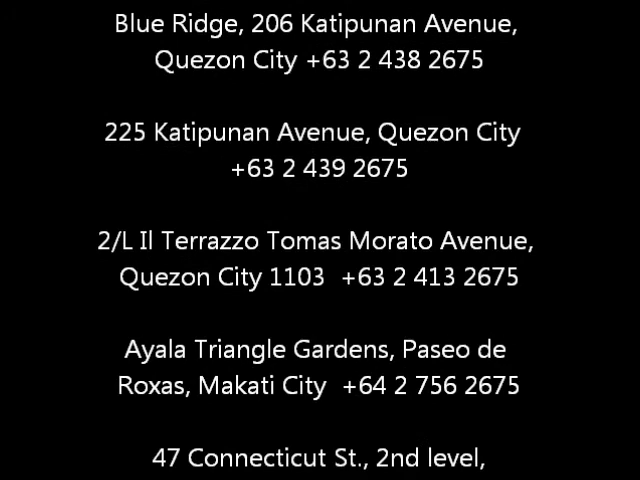 Blue Ridge, 206 Katipunan Avenue,
Quezon City +63 2 438 2675
225 Katipunan Avenue, Quezon City
+63 2 439 2675
2/L Il Terrazzo Tomas Morato Avenue,
Quezon City 1103 +63 2 413 2675
Ayala Triangle Gardens, Paseo de
Roxas, Makati City +64 2 756 2675
47 Connecticut St., 2nd level,